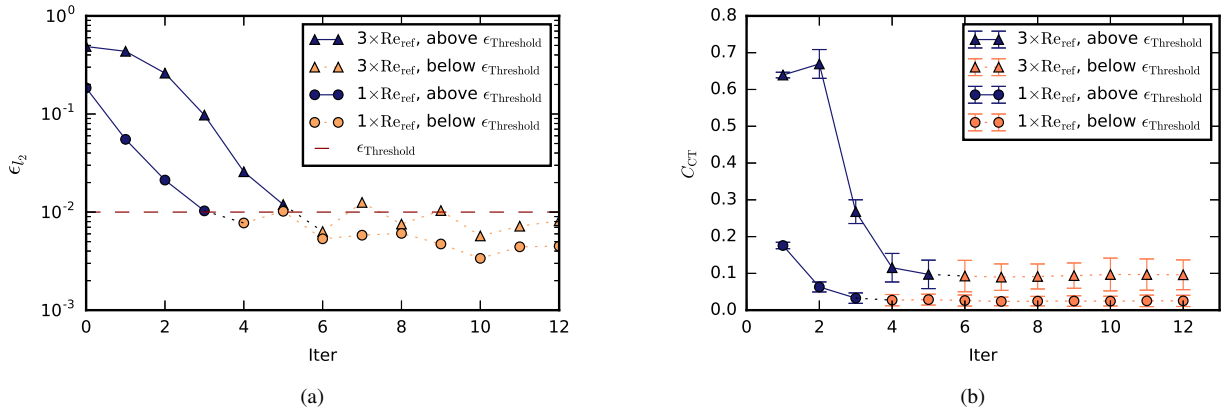 10⁰
10⁻¹
10⁻²
10⁻³
ϵ_{l₂}
0 2 4 6 8 10 12
Iter
3×Re_ref, above ϵ_Threshold
3×Re_ref, below ϵ_Threshold
1×Re_ref, above ϵ_Threshold
1×Re_ref, below ϵ_Threshold
ϵ_Threshold
(a)
0.8
0.7
0.6
0.5
0.4
0.3
0.2
0.1
0.0
C_CT
0 2 4 6 8 10 12
Iter
3×Re_ref, above ϵ_Threshold
3×Re_ref, below ϵ_Threshold
1×Re_ref, above ϵ_Threshold
1×Re_ref, below ϵ_Threshold
(b)